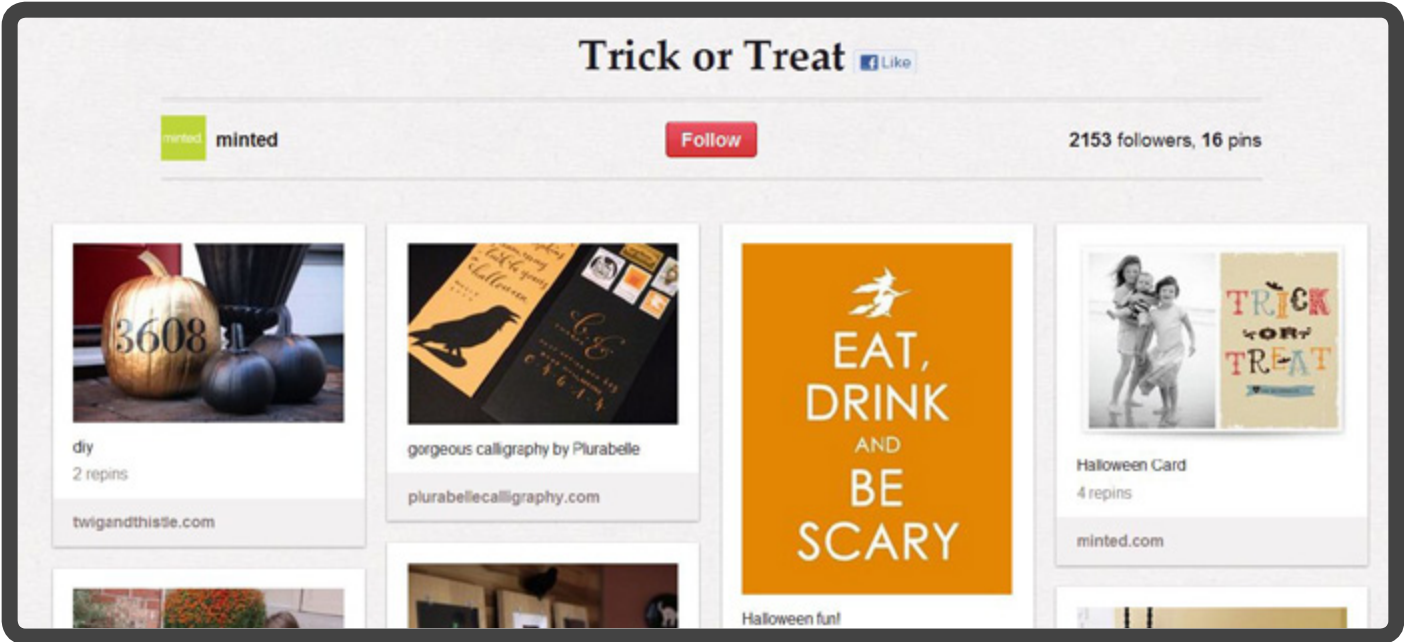 Trick or Treat
Like
minted
minted
Follow
2153 followers, 16 pins
3608
diy
2 repins
twigandthistle.com
halloween.
gorgeous calligraphy by Plurabelle
plurabellecalligraphy.com
EAT,
DRINK
AND
BE
SCARY
Halloween fun!
TRICK
OR
TREAT
Halloween Card
4 repins
minted.com